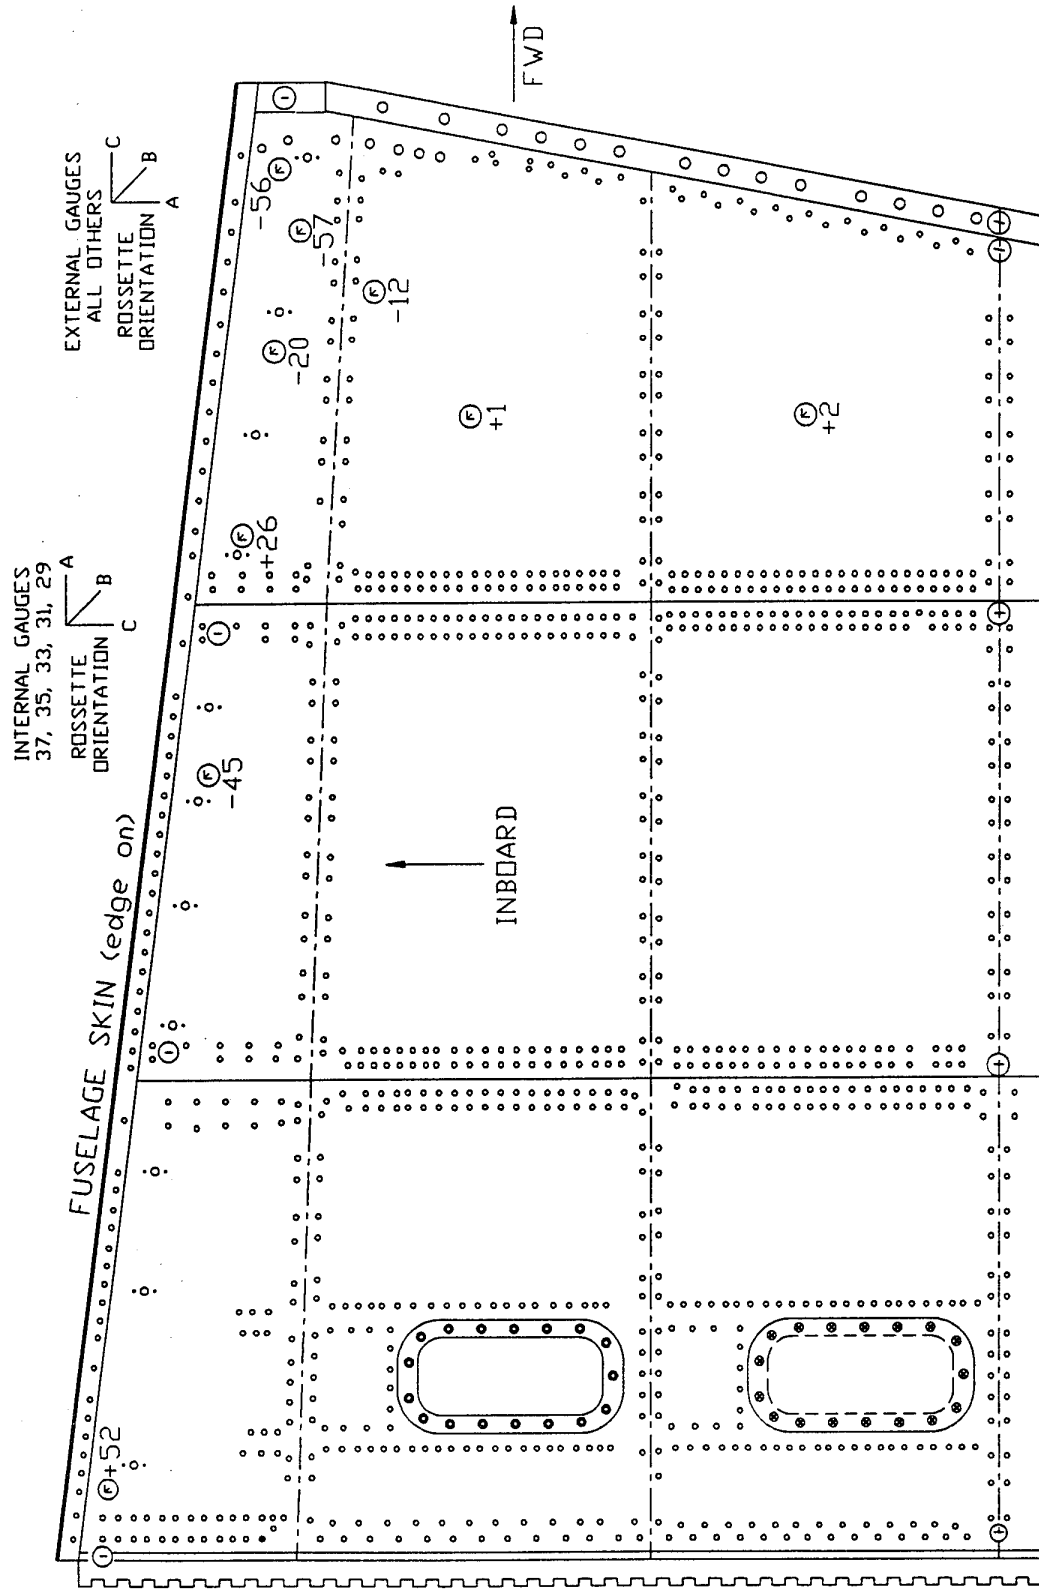 INTERNAL GAUGES
37, 35, 33, 31, 29
ROSSETTE
ORIENTATION
A
B
C
EXTERNAL GAUGES
ALL OTHERS
ROSSETTE
ORIENTATION
C
B
A
FWD
FUSELAGE SKIN (edge on)
INBOARD
+52
-45
+26
-20
-12
-57
-56
+1
+2